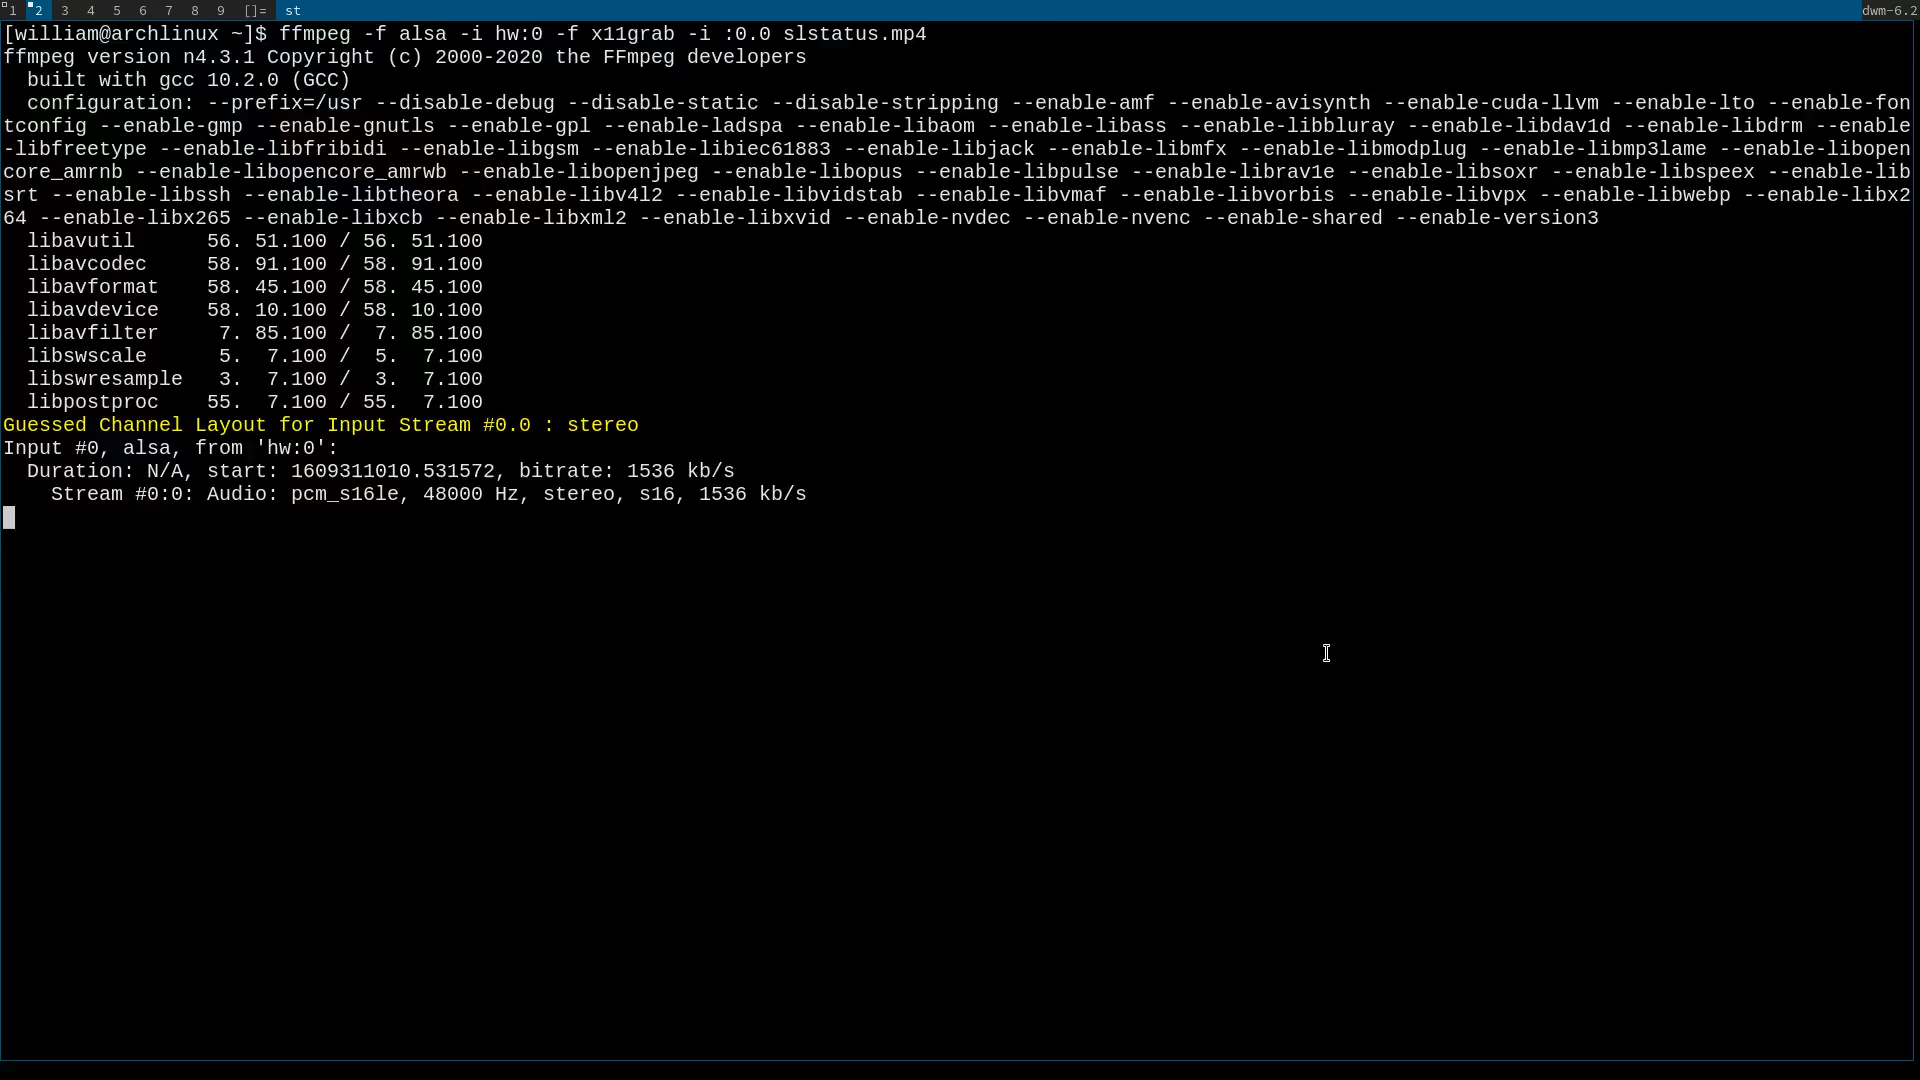 1 2 3 4 5 6 7 8 9 []= st dwm-6.2
[william@archlinux ~]$ ffmpeg -f alsa -i hw:0 -f x11grab -i :0.0 slstatus.mp4
ffmpeg version n4.3.1 Copyright (c) 2000-2020 the FFmpeg developers
  built with gcc 10.2.0 (GCC)
  configuration: --prefix=/usr --disable-debug --disable-static --disable-stripping --enable-amf --enable-avisynth --enable-cuda-llvm --enable-lto --enable-fon
tconfig --enable-gmp --enable-gnutls --enable-gpl --enable-ladspa --enable-libaom --enable-libass --enable-libbluray --enable-libdav1d --enable-libdrm --enable
-libfreetype --enable-libfribidi --enable-libgsm --enable-libiec61883 --enable-libjack --enable-libmfx --enable-libmodplug --enable-libmp3lame --enable-libopen
core_amrnb --enable-libopencore_amrwb --enable-libopenjpeg --enable-libopus --enable-libpulse --enable-librav1e --enable-libsoxr --enable-libspeex --enable-lib
srt --enable-libssh --enable-libtheora --enable-libv4l2 --enable-libvidstab --enable-libvmaf --enable-libvorbis --enable-libvpx --enable-libwebp --enable-libx2
64 --enable-libx265 --enable-libxcb --enable-libxml2 --enable-libxvid --enable-nvdec --enable-nvenc --enable-shared --enable-version3
  libavutil      56. 51.100 / 56. 51.100
  libavcodec     58. 91.100 / 58. 91.100
  libavformat    58. 45.100 / 58. 45.100
  libavdevice    58. 10.100 / 58. 10.100
  libavfilter     7. 85.100 /  7. 85.100
  libswscale      5.  7.100 /  5.  7.100
  libswresample   3.  7.100 /  3.  7.100
  libpostproc    55.  7.100 / 55.  7.100
Guessed Channel Layout for Input Stream #0.0 : stereo
Input #0, alsa, from 'hw:0':
  Duration: N/A, start: 1609311010.531572, bitrate: 1536 kb/s
    Stream #0:0: Audio: pcm_s16le, 48000 Hz, stereo, s16, 1536 kb/s